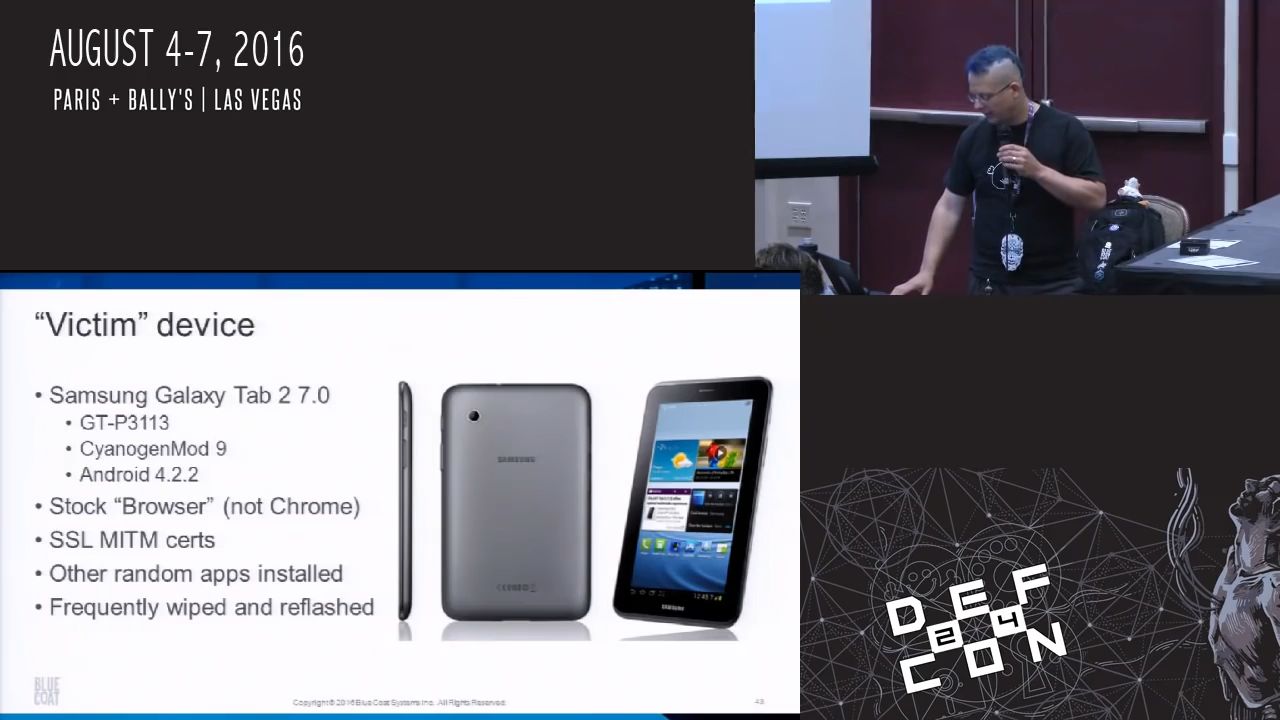 AUGUST 4-7, 2016
PARIS + BALLY'S | LAS VEGAS
“Victim” device
• Samsung Galaxy Tab 2 7.0
• GT-P3113
• CyanogenMod 9
• Android 4.2.2
• Stock “Browser” (not Chrome)
• SSL MITM certs
• Other random apps installed
• Frequently wiped and reflashed
SAMSUNG
SAMSUNG
BLUE
COAT
Copyright © 2016 Blue Coat Systems Inc. All Rights Reserved.
DEF
24
CON